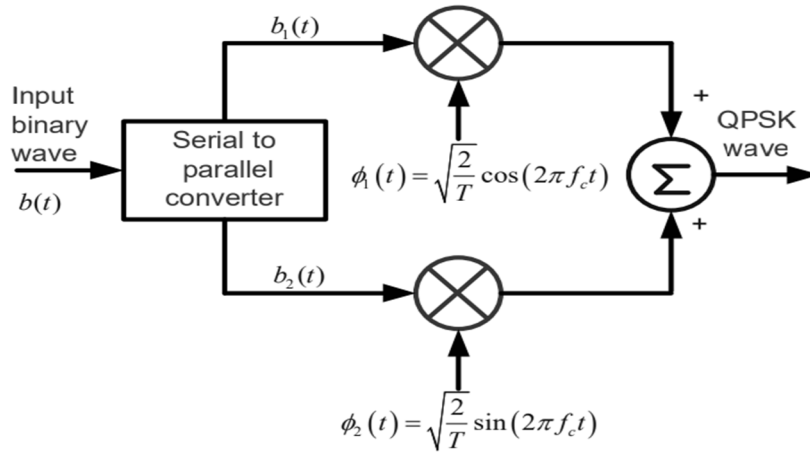 b₁(t)
Input
binary
wave
b(t)
Serial to
parallel
converter
ϕ₁(t)=√(2/T) cos(2πf_ct)
+
Σ
+
QPSK
wave
b₂(t)
ϕ₂(t)=√(2/T) sin(2πf_ct)